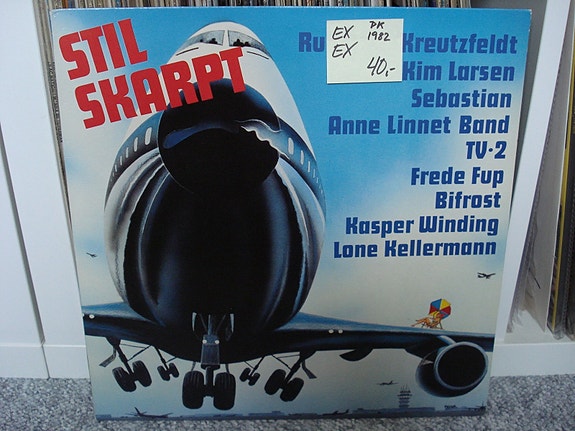 STIL
SKARPT
EX DK
EX 1982
40,-
Ru Kreutzfeldt
Kim Larsen
Sebastian
Anne Linnet Band
TV·2
Frede Fup
Bifrost
Kasper Winding
Lone Kellermann